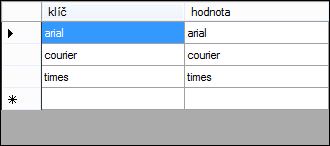 klíč hodnota
arial arial
courier courier
times times